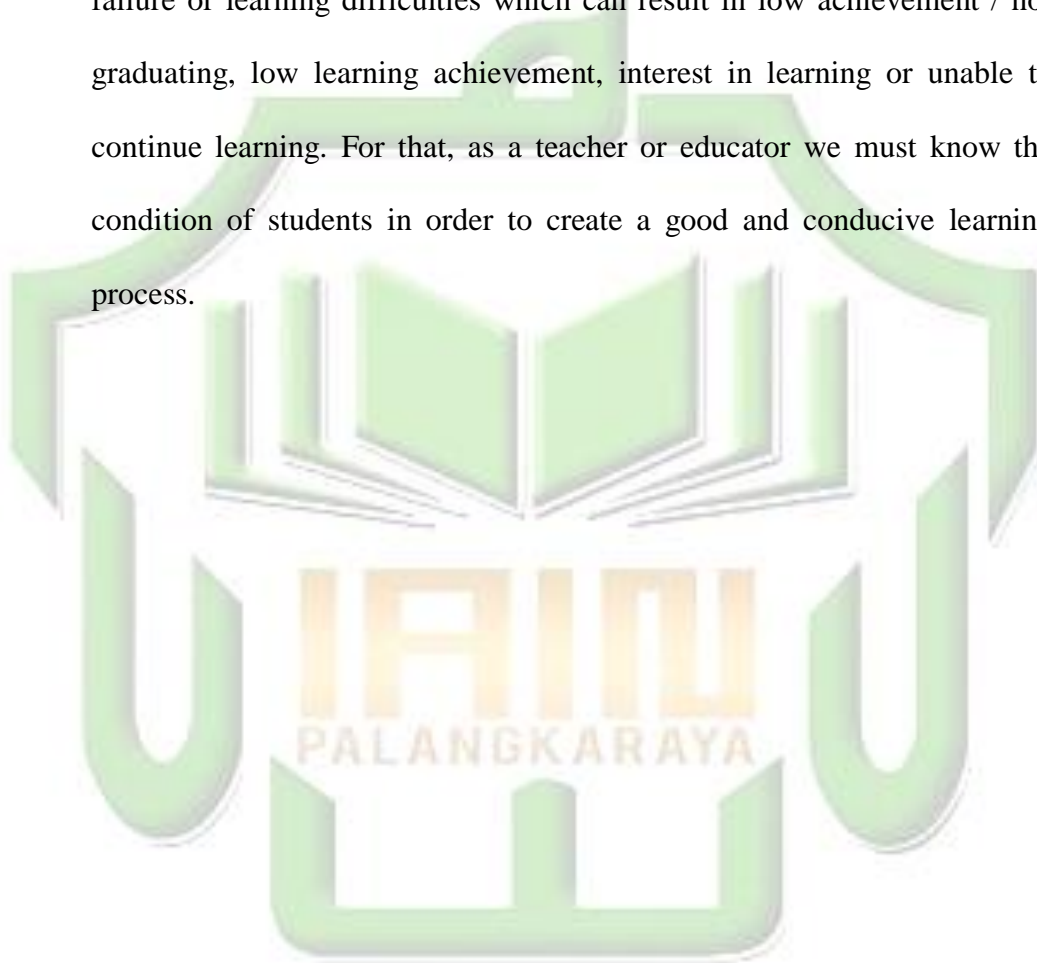 failure or learning difficulties which can result in low achievement / no
graduating, low learning achievement, interest in learning or unable t
continue learning. For that, as a teacher or educator we must know th
condition of students in order to create a good and conducive learnin
process.
IAIN
PALANGKARAYA